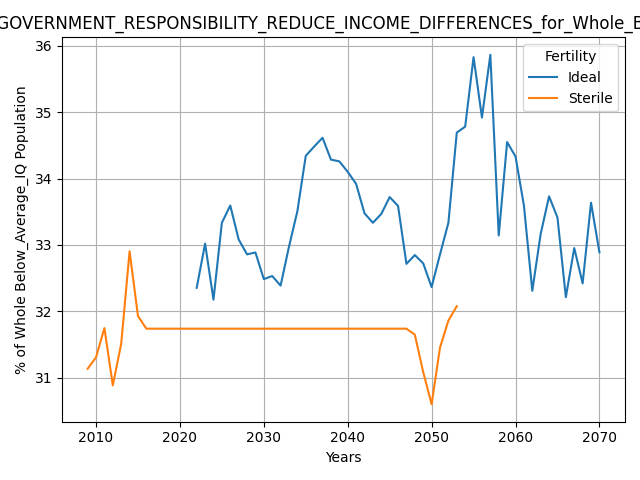 GOVERNMENT_RESPONSIBILITY_REDUCE_INCOME_DIFFERENCES_for_Whole_
36
35
34
33
32
31
% of Whole Below_Average_IQ Population
Fertility
Ideal
Sterile
2010
2020
2030
2040
2050
2060
2070
Years